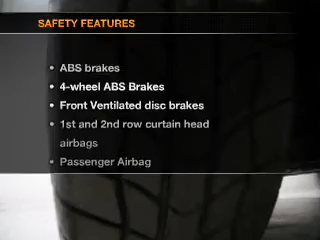 SAFETY FEATURES
• ABS brakes
• 4-wheel ABS Brakes
• Front Ventilated disc brakes
• 1st and 2nd row curtain head
airbags
• Passenger Airbag